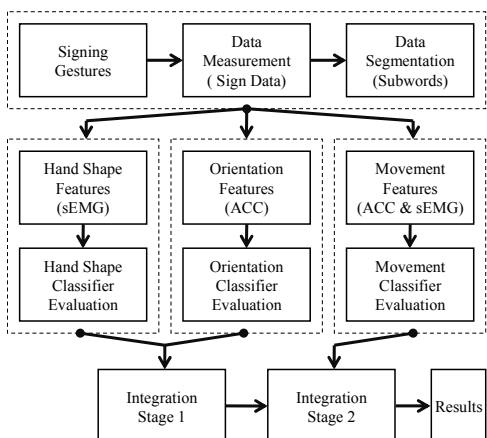 Signing
Gestures
Data
Measurement
( Sign Data)
Data
Segmentation
(Subwords)
Hand Shape
Features
(sEMG)
Orientation
Features
(ACC)
Movement
Features
(ACC & sEMG)
Hand Shape
Classifier
Evaluation
Orientation
Classifier
Evaluation
Movement
Classifier
Evaluation
Integration
Stage 1
Integration
Stage 2
Results